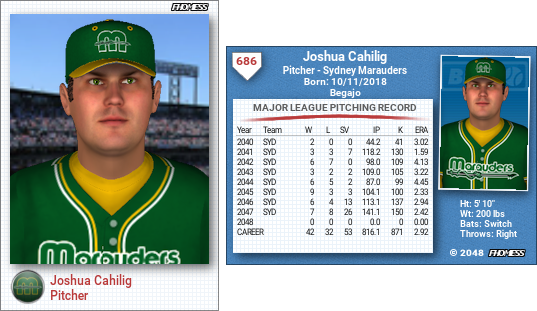 PHOMESS
Marauders
Joshua Cahilig
Pitcher
686
Joshua Cahilig
Pitcher - Sydney Marauders
Born: 10/11/2018
Begajo
MAJOR LEAGUE PITCHING RECORD
Year Team W L SV IP K ERA
2040 SYD 2 0 0 44.2 41 3.02
2041 SYD 3 3 7 118.2 130 1.59
2042 SYD 6 7 0 98.0 109 4.13
2043 SYD 3 2 2 109.0 105 3.22
2044 SYD 6 5 2 87.0 99 4.45
2045 SYD 9 3 3 104.1 100 2.33
2046 SYD 6 4 13 113.1 137 2.94
2047 SYD 7 8 26 141.1 150 2.42
2048 0 0 0 0.0 0 0.00
CAREER 42 32 53 816.1 871 2.92
Marauders
Ht: 5' 10"
Wt: 200 lbs
Bats: Switch
Throws: Right
© 2048 PHOMESS